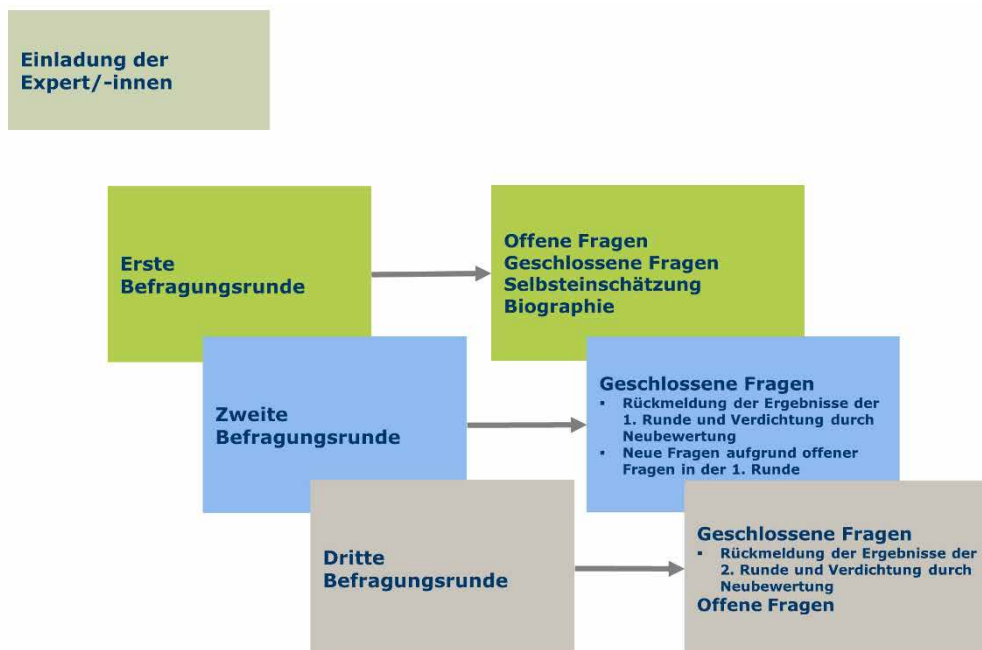 Einladung der
Expert/-innen
Erste
Befragungsrunde
Offene Fragen
Geschlossene Fragen
Selbsteinschätzung
Biographie
Zweite
Befragungsrunde
Geschlossene Fragen
▪ Rückmeldung der Ergebnisse der
1. Runde und Verdichtung durch
Neubewertung
▪ Neue Fragen aufgrund offener
Fragen in der 1. Runde
Dritte
Befragungsrunde
Geschlossene Fragen
▪ Rückmeldung der Ergebnisse der
2. Runde und Verdichtung durch
Neubewertung
Offene Fragen